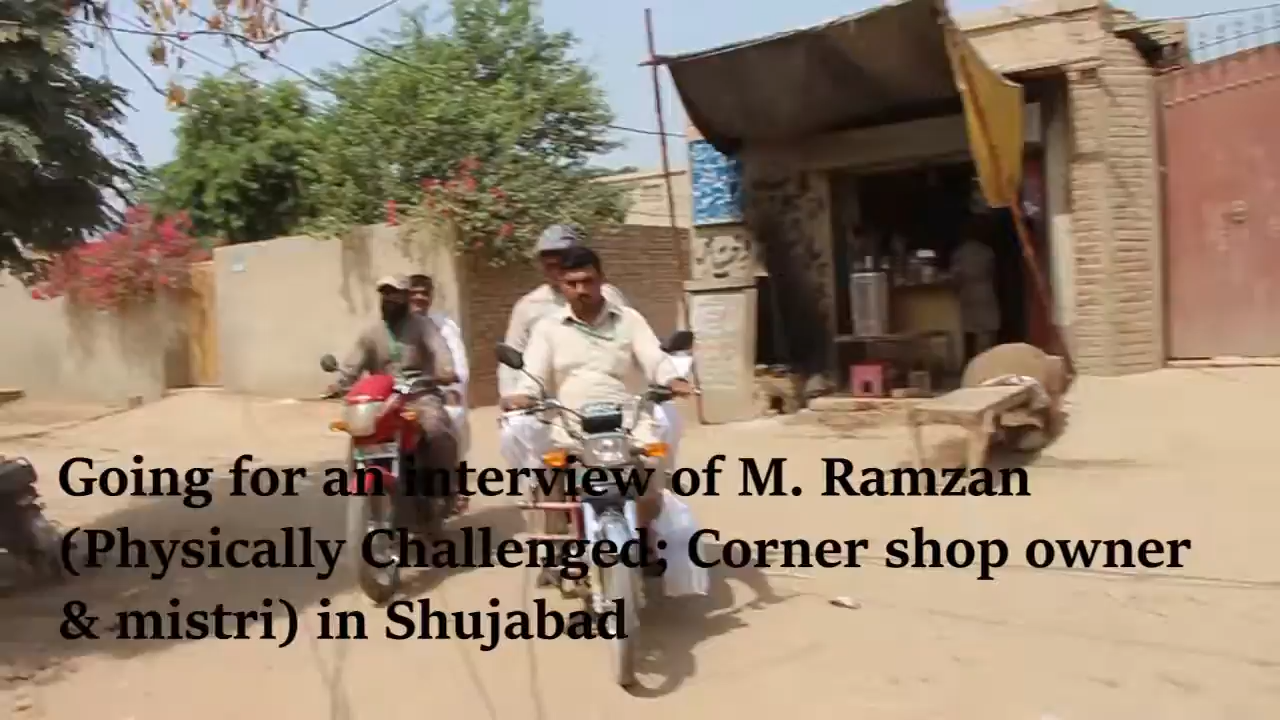 Going for an interview of M. Ramzan
(Physically Challenged; Corner shop owner
& mistri) in Shujabad